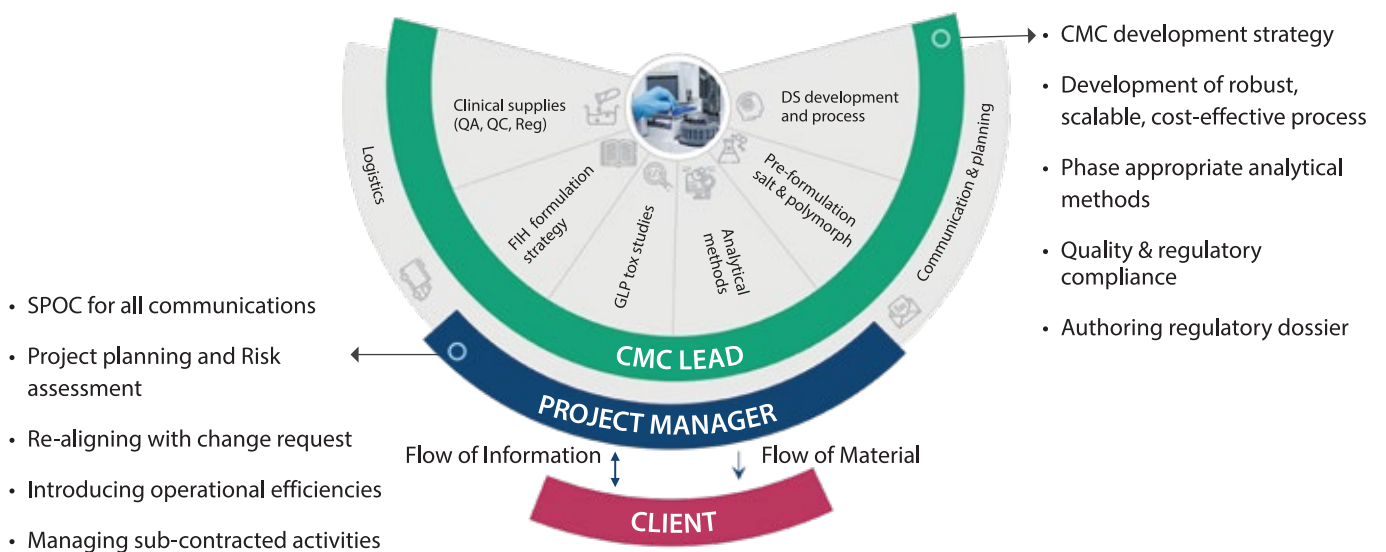 Clinical supplies
(QA, QC, Reg)
DS development
and process
Logistics
FIH formulation
strategy
GLP tox studies
Analytical
methods
Pre-formulation
salt & polymorph
Communication & planning
CMC LEAD
PROJECT MANAGER
Flow of Information
Flow of Material
CLIENT
• CMC development strategy
• Development of robust,
scalable, cost-effective process
• Phase appropriate analytical
methods
• Quality & regulatory
compliance
• Authoring regulatory dossier
• SPOC for all communications
• Project planning and Risk
assessment
• Re-aligning with change request
• Introducing operational efficiencies
• Managing sub-contracted activities